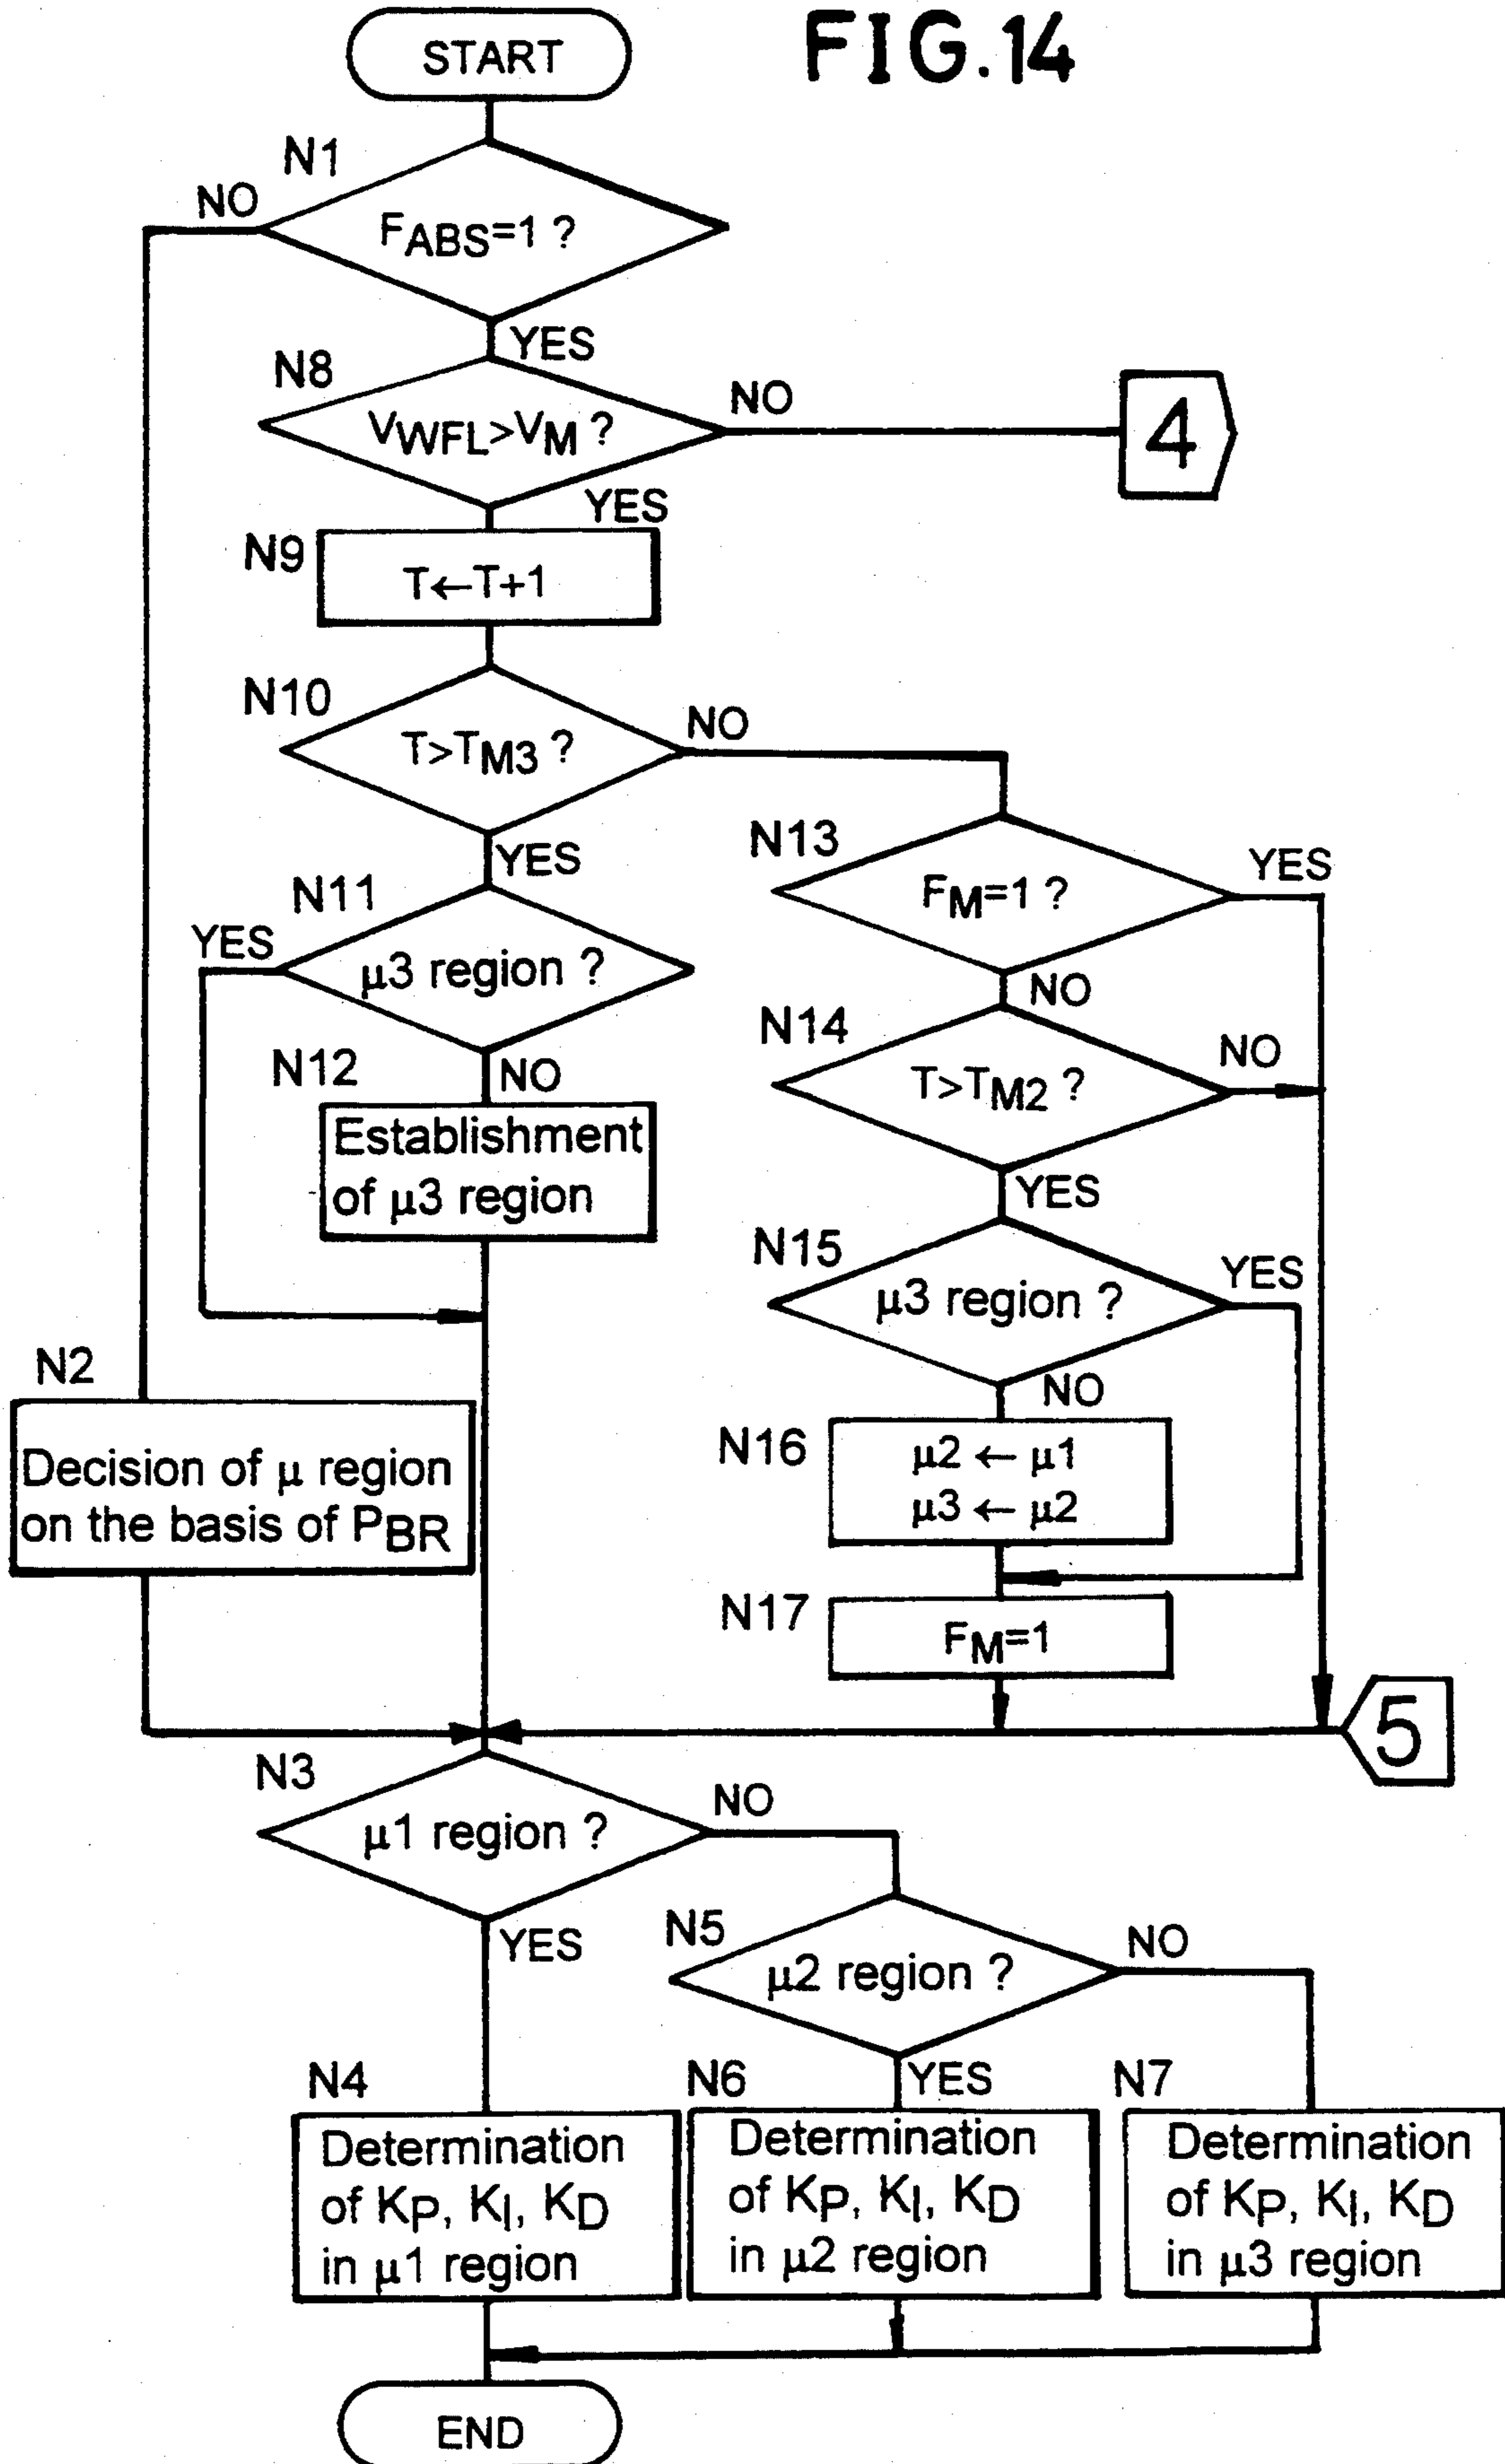 FIG.14
START
N1
NO
FABS=1 ?
YES
N8
VWFL>VM ?
NO
4
YES
N9
T←T+1
N10
T>TM3 ?
NO
YES
N13
FM=1 ?
YES
N11
YES
μ3 region ?
NO
N14
T>TM2 ?
NO
N12
NO
Establishment
of μ3 region
YES
N15
μ3 region ?
YES
NO
N2
Decision of μ region
on the basis of PBR
N16
μ2 ← μ1
μ3 ← μ2
N17
FM=1
5
N3
μ1 region ?
NO
YES
N5
μ2 region ?
NO
YES
N4
Determination
of KP, KI, KD
in μ1 region
N6
Determination
of KP, KI, KD
in μ2 region
N7
Determination
of KP, KI, KD
in μ3 region
END